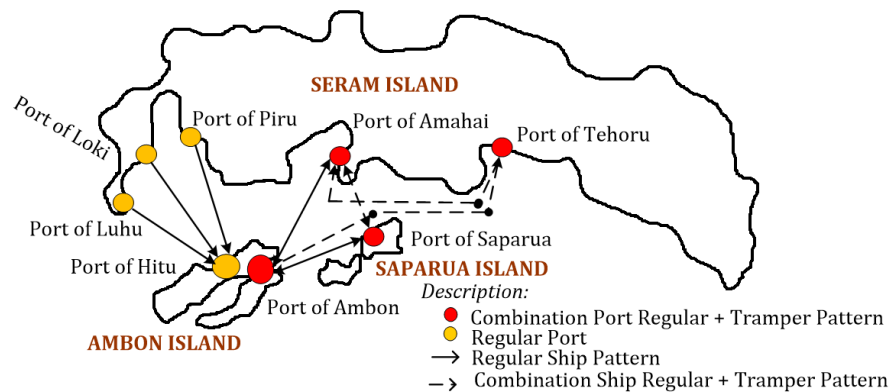 SERAM ISLAND
Port of Piru
Port of Amahai
Port of Tehoru
Port of Loki
Port of Luhu
Port of Saparua
Port of Hitu
SAPARUA ISLAND
Port of Ambon
AMBON ISLAND
Description:
Combination Port Regular + Tramper Pattern
Regular Port
Regular Ship Pattern
Combination Ship Regular + Tramper Pattern